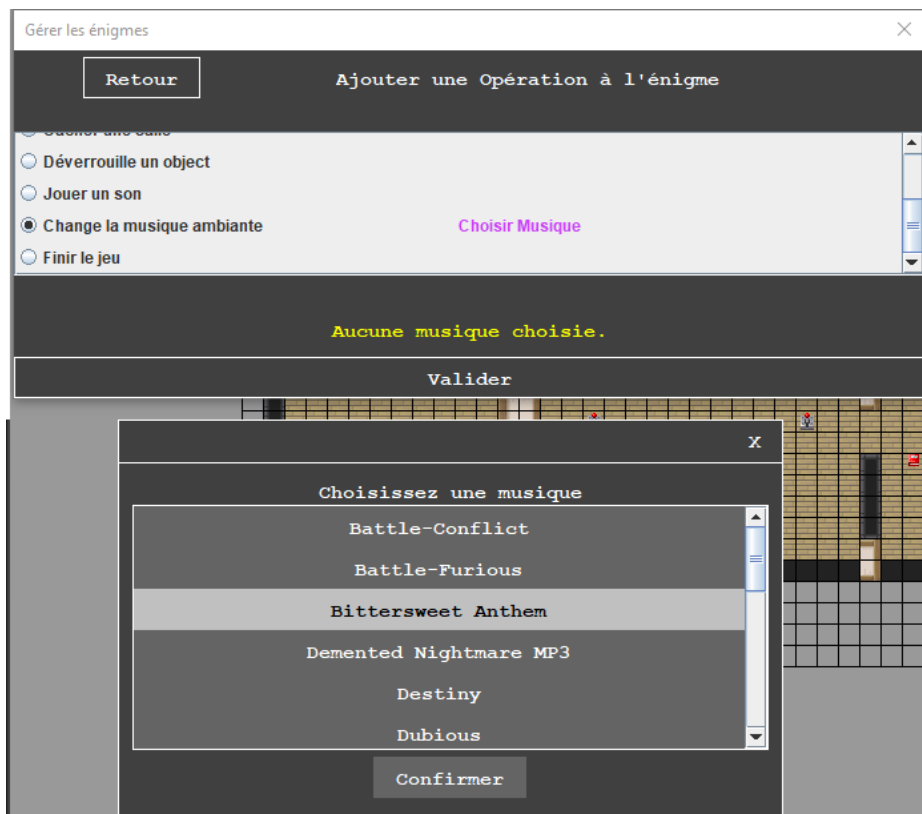 Gérer les énigmes
Retour
Ajouter une Opération à l'énigme
Déverrouille un object
Jouer un son
Change la musique ambiante
Choisir Musique
Finir le jeu
Aucune musique choisie.
Valider
X
Choisissez une musique
Battle-Conflict
Battle-Furious
Bittersweet Anthem
Demented Nightmare MP3
Destiny
Dubious
Confirmer